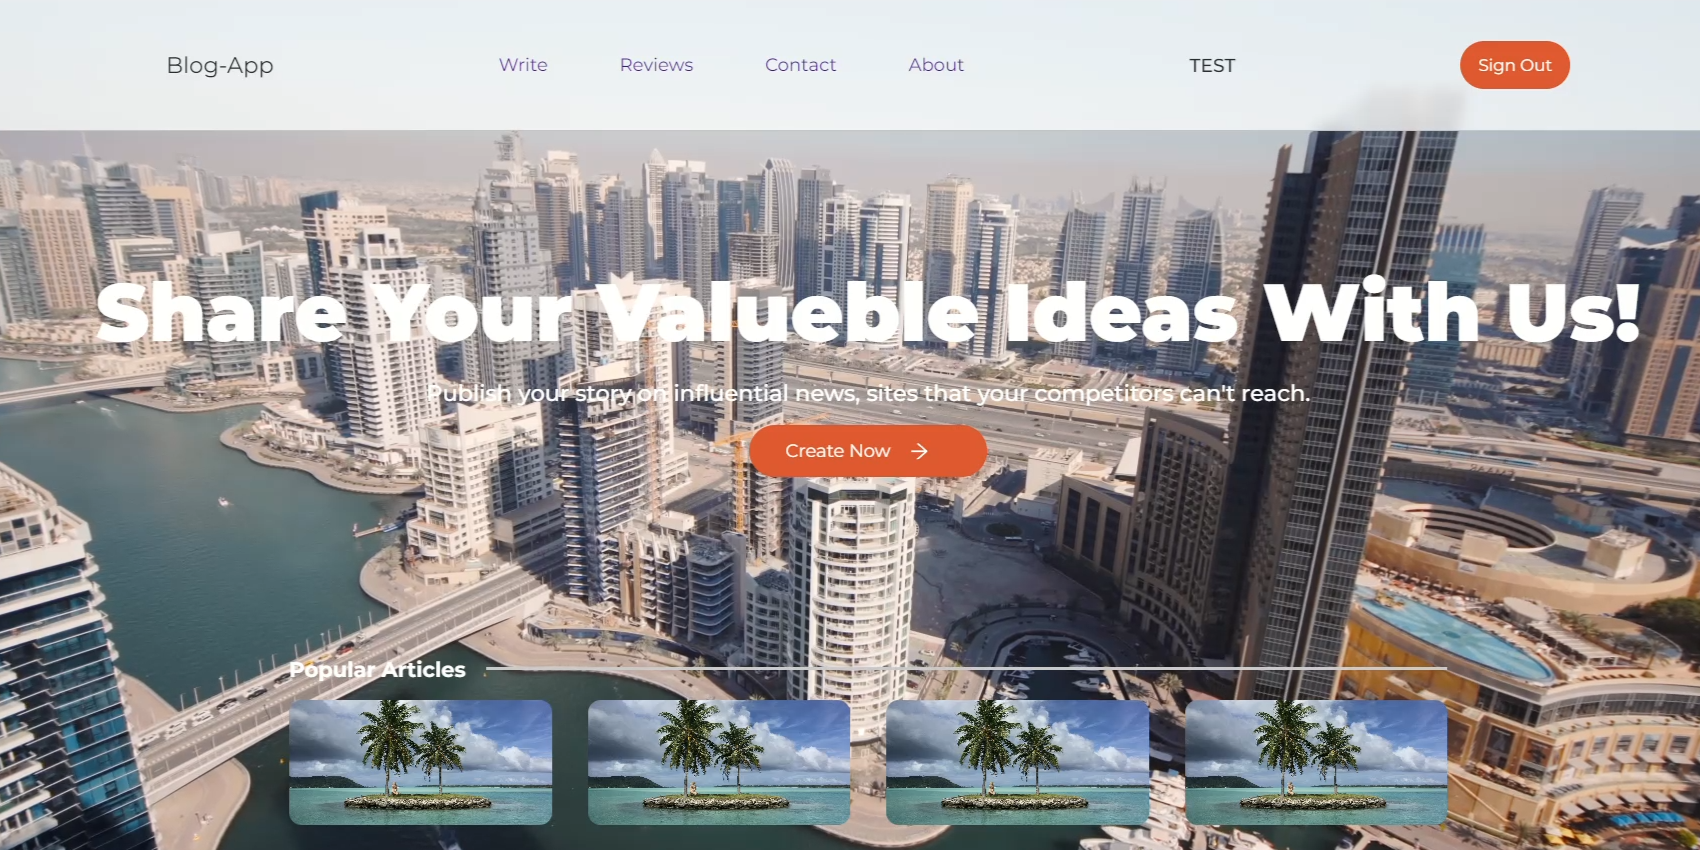 Blog-App
Write
Reviews
Contact
About
TEST
Sign Out
Share Your Valueble Ideas With Us!
Publish your story on influential news, sites that your competitors can't reach.
Create Now
Popular Articles